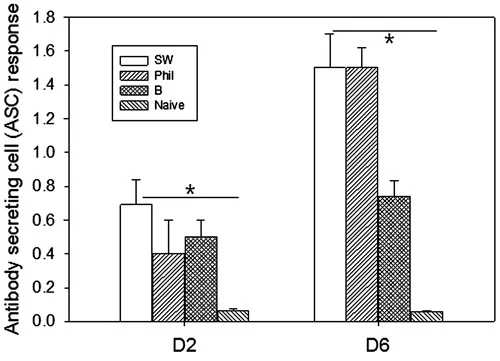 Antibody secreting cell (ASC) response
1.8
1.6
1.4
1.2
1.0
0.8
0.6
0.4
0.2
0.0
SW
Phil
B
Naive
*
*
D2
D6